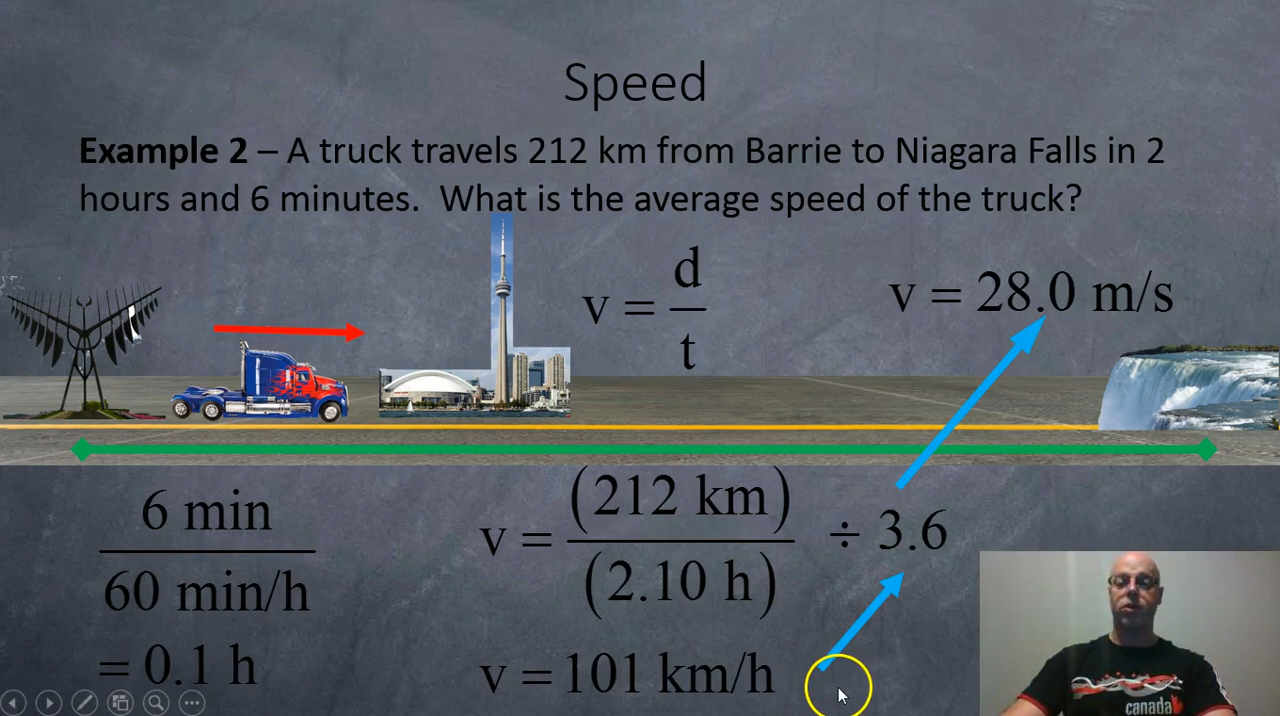 Speed
Example 2 – A truck travels 212 km from Barrie to Niagara Falls in 2
hours and 6 minutes. What is the average speed of the truck?
v = d/t
v = 28.0 m/s
6 min
60 min/h
= 0.1 h
v = (212 km)/(2.10 h) ÷ 3.6
v = 101 km/h
canada